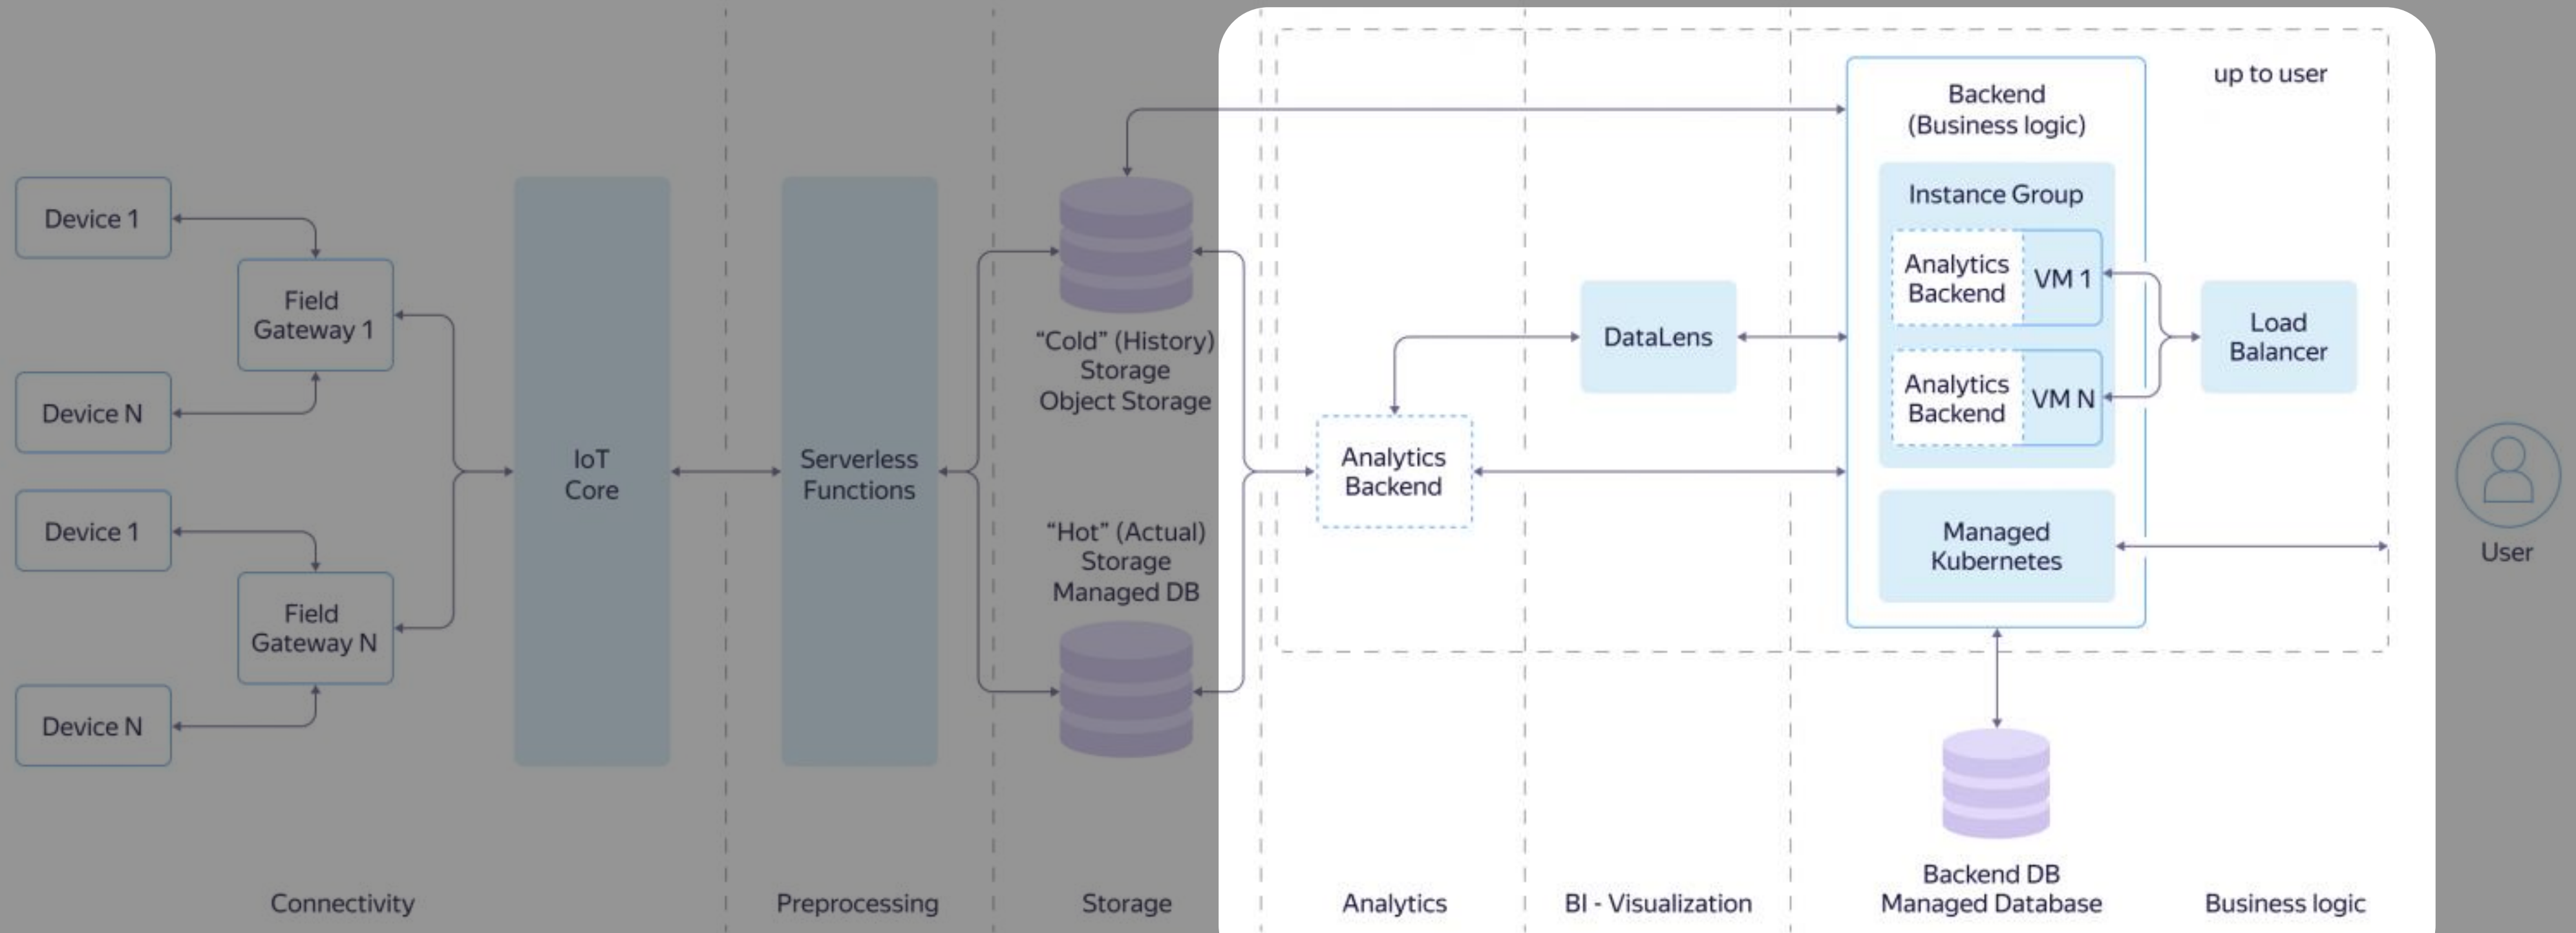 up to user
Backend
(Business logic)
Instance Group
Analytics
Backend
VM 1
Analytics
Backend
VM N
Load
Balancer
DataLens
Analytics
Backend
Managed
Kubernetes
Device 1
Field
Gateway 1
Device N
Device 1
Field
Gateway N
Device N
IoT
Core
Serverless
Functions
“Cold” (History)
Storage
Object Storage
“Hot” (Actual)
Storage
Managed DB
User
Backend DB
Managed Database
Connectivity
Preprocessing
Storage
Analytics
BI - Visualization
Business logic